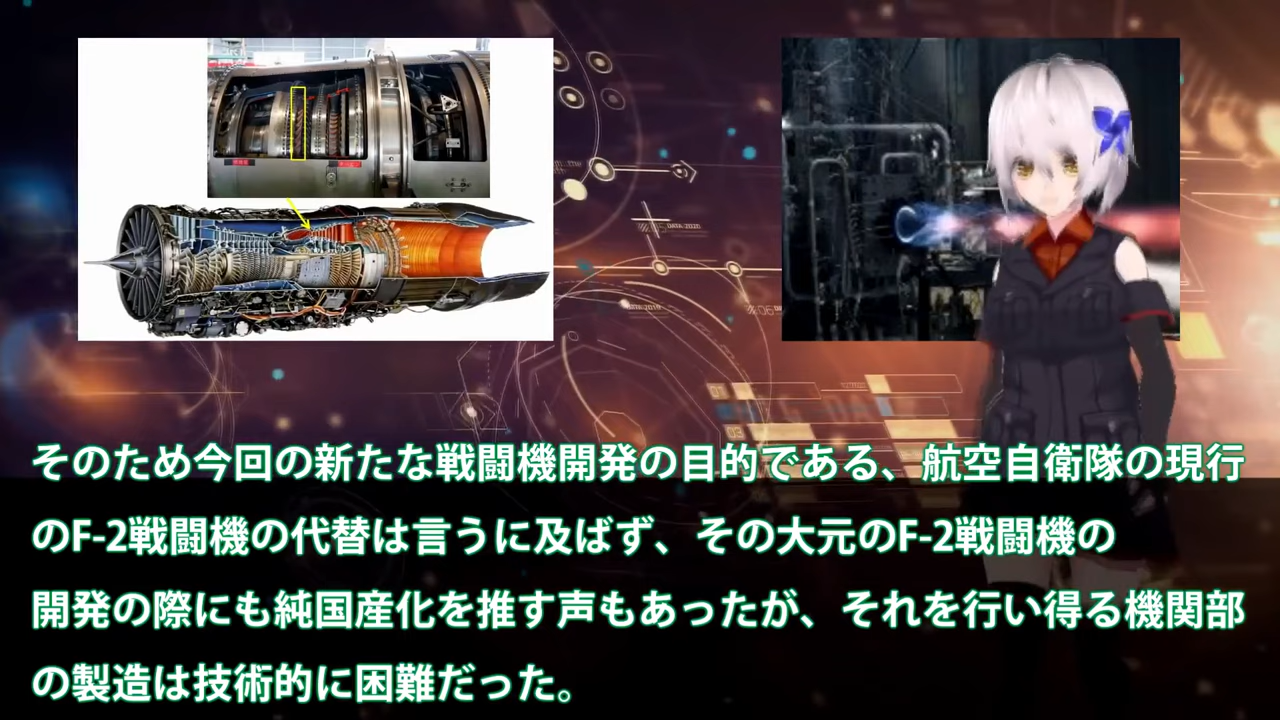 DATA 2020
そのため今回の新たな戦闘機開発の目的である、航空自衛隊の現行
のF-2戦闘機の代替は言うに及ばず、その大元のF-2戦闘機の
開発の際にも純国産化を推す声もあったが、それを行い得る機関部
の製造は技術的に困難だった。